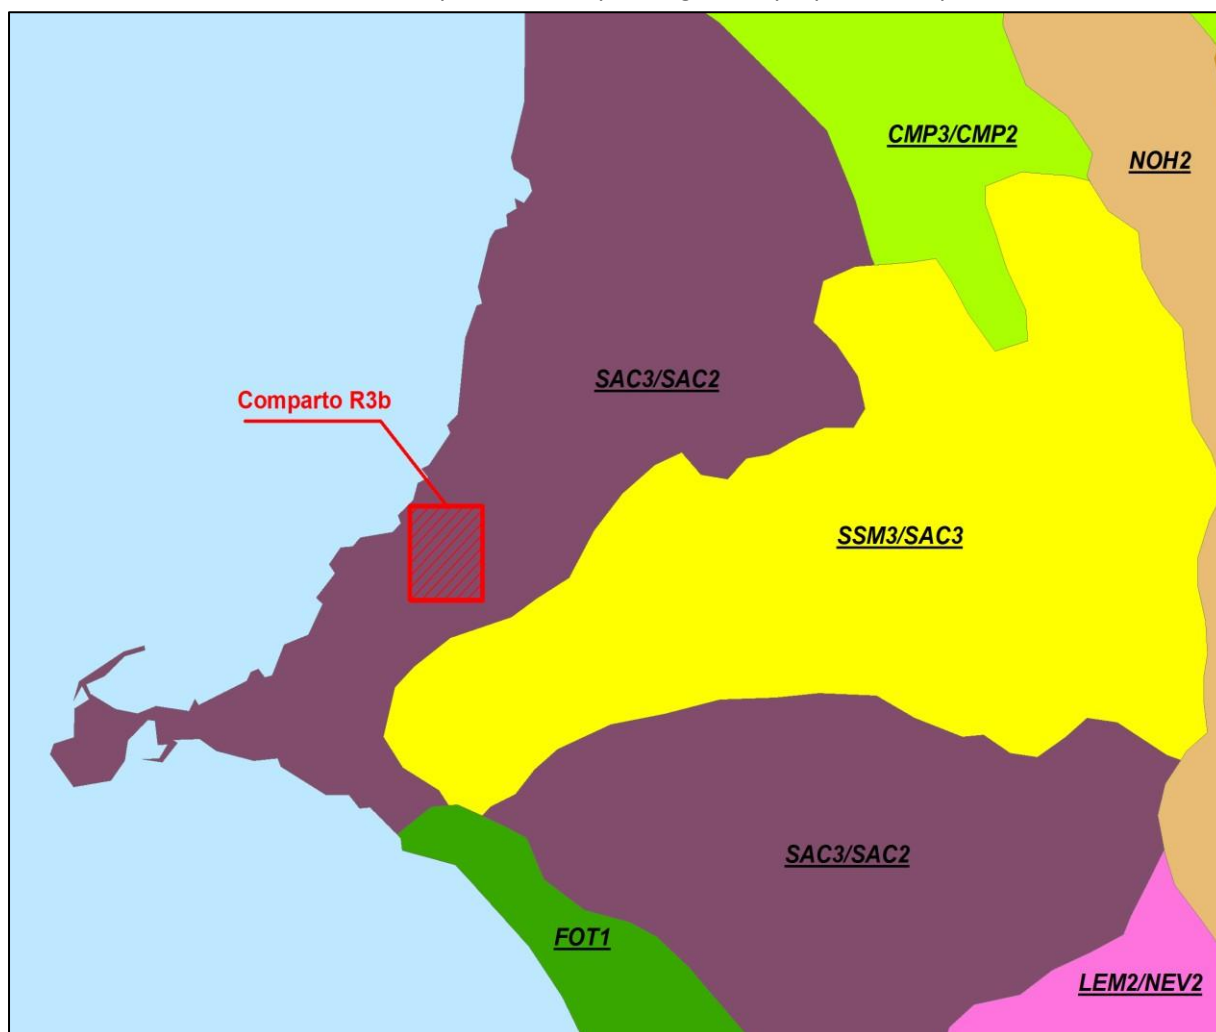 CMP3/CMP2
NOH2
SAC3/SAC2
Comparto R3b
SSM3/SAC3
SAC3/SAC2
FOT1
LEM2/NEV2